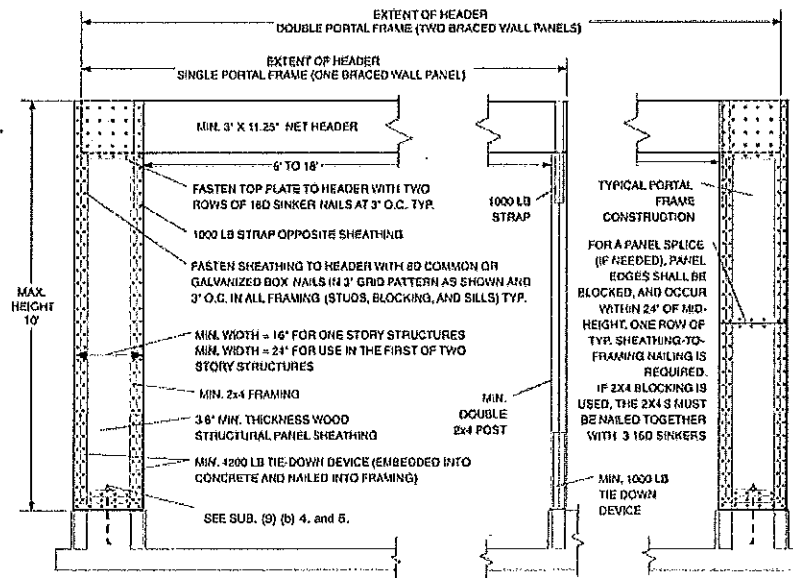 EXTENT OF HEADER
DOUBLE PORTAL FRAME (TWO BRACED WALL PANELS)
EXTENT OF HEADER
SINGLE PORTAL FRAME (ONE BRACED WALL PANEL)
MIN. 3" X 11.25" NET HEADER
6' TO 18'
FASTEN TOP PLATE TO HEADER WITH TWO
ROWS OF 16D SINKER NAILS AT 3" O.C. TYP.
1000 LB STRAP OPPOSITE SHEATHING
FASTEN SHEATHING TO HEADER WITH 8D COMMON OR
GALVANIZED BOX NAILS IN 3" GRID PATTERN AS SHOWN AND
3" O.C. IN ALL FRAMING (STUDS, BLOCKING, AND SILLS) TYP.
MAX.
HEIGHT
10'
MIN. WIDTH = 16" FOR ONE STORY STRUCTURES
MIN. WIDTH = 24" FOR USE IN THE FIRST OF TWO
STORY STRUCTURES
MIN. 2x4 FRAMING
3-8" MIN. THICKNESS WOOD
STRUCTURAL PANEL SHEATHING
MIN. 4200 LB TIE-DOWN DEVICE (EMBEDDED INTO
CONCRETE AND NAILED INTO FRAMING)
SEE SUB. (9) (b) 4. and 5.
1000 LB
STRAP
MIN.
DOUBLE
2x4 POST
MIN. 1000 LB
TIE DOWN
DEVICE
TYPICAL PORTAL
FRAME
CONSTRUCTION
FOR A PANEL SPLICE
(IF NEEDED), PANEL
EDGES SHALL BE
BLOCKED, AND OCCUR
WITHIN 24" OF MID-
HEIGHT. ONE ROW OF
TYP. SHEATHING-TO-
FRAMING NAILING IS
REQUIRED.
IF 2X4 BLOCKING IS
USED, THE 2X4 S MUST
BE NAILED TOGETHER
WITH 3 16D SINKERS